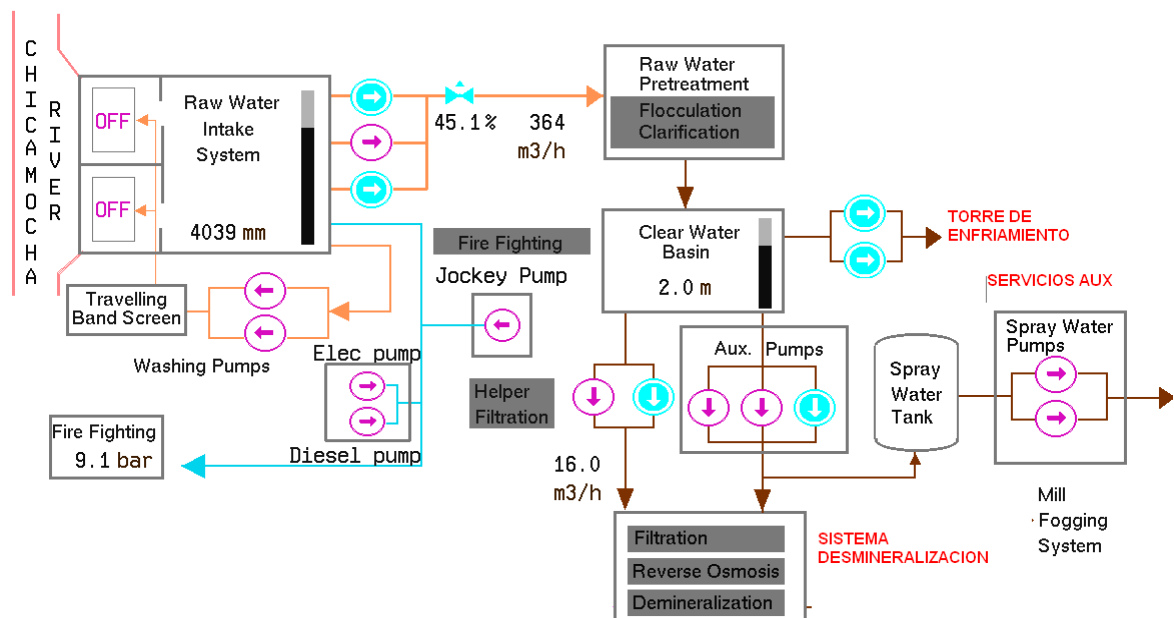 CHICAMOCHA
RIVER
OFF
OFF
Raw Water
Intake
System
4039 mm
45.1%
364
m3/h
Raw Water
Pretreatment
Flocculation
Clarification
Clear Water
Basin
2.0 m
TORRE DE
ENFRIAMIENTO
Fire Fighting
Jockey Pump
SERVICIOS AUX
Travelling
Band Screen
Washing Pumps
Elec pump
Diesel pump
Fire Fighting
9.1 bar
Helper
Filtration
16.0
m3/h
Aux. Pumps
Spray
Water
Tank
Spray Water
Pumps
Mill
Fogging
System
Filtration
Reverse Osmosis
Demineralization
SISTEMA
DESMINERALIZACION